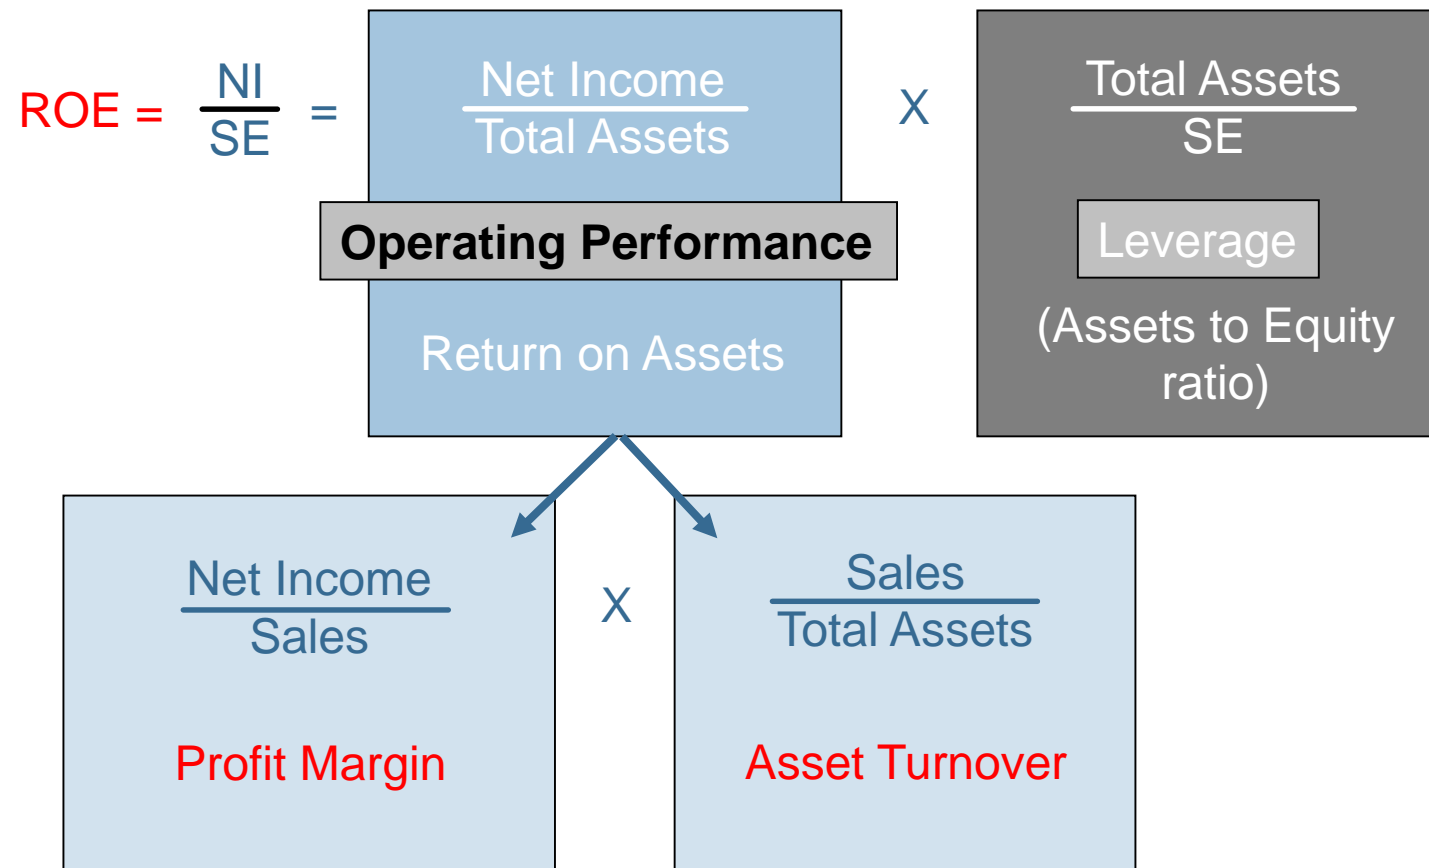 ROE = NI / SE = Net Income / Total Assets X Total Assets / SE
Operating Performance
Leverage
Return on Assets
(Assets to Equity
ratio)
Net Income / Sales X Sales / Total Assets
Profit Margin
Asset Turnover